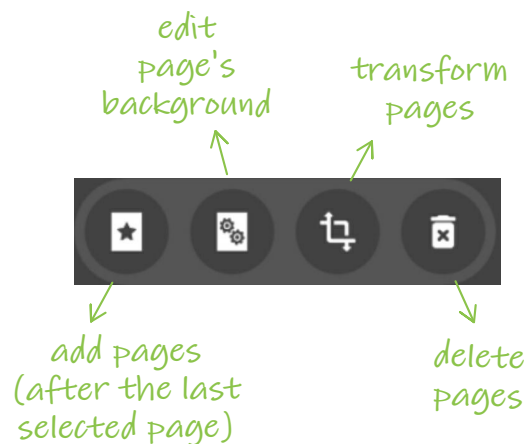 edit
page's
background
transform
pages
add pages
(after the last
selected page)
delete
pages